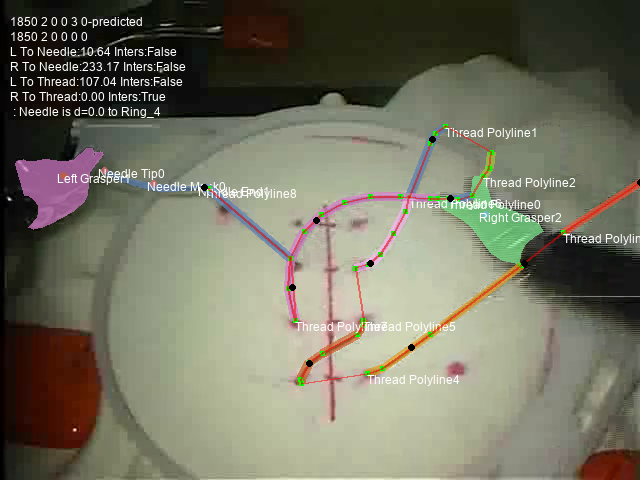 1850 2 0 0 3 0-predicted
1850 2 0 0 0 0
L To Needle:10.64 Inters:False
R To Needle:233.17 Inters:False
L To Thread:107.04 Inters:False
R To Thread:0.00 Inters:True
: Needle is d=0.0 to Ring_4
Thread Polyline1
Needle Tip0
Left Grasper1
Thread Polyline2
Thread Polyline8
Thread Polyline0
Right Grasper2
Thread Polylin
Thread Polyline5
Thread Polyline4